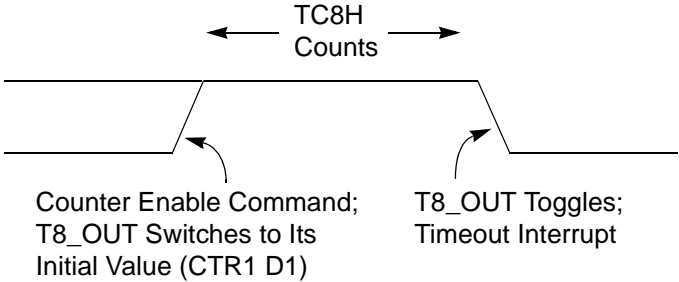 TC8H
Counts
Counter Enable Command;
T8_OUT Switches to Its
Initial Value (CTR1 D1)
T8_OUT Toggles;
Timeout Interrupt